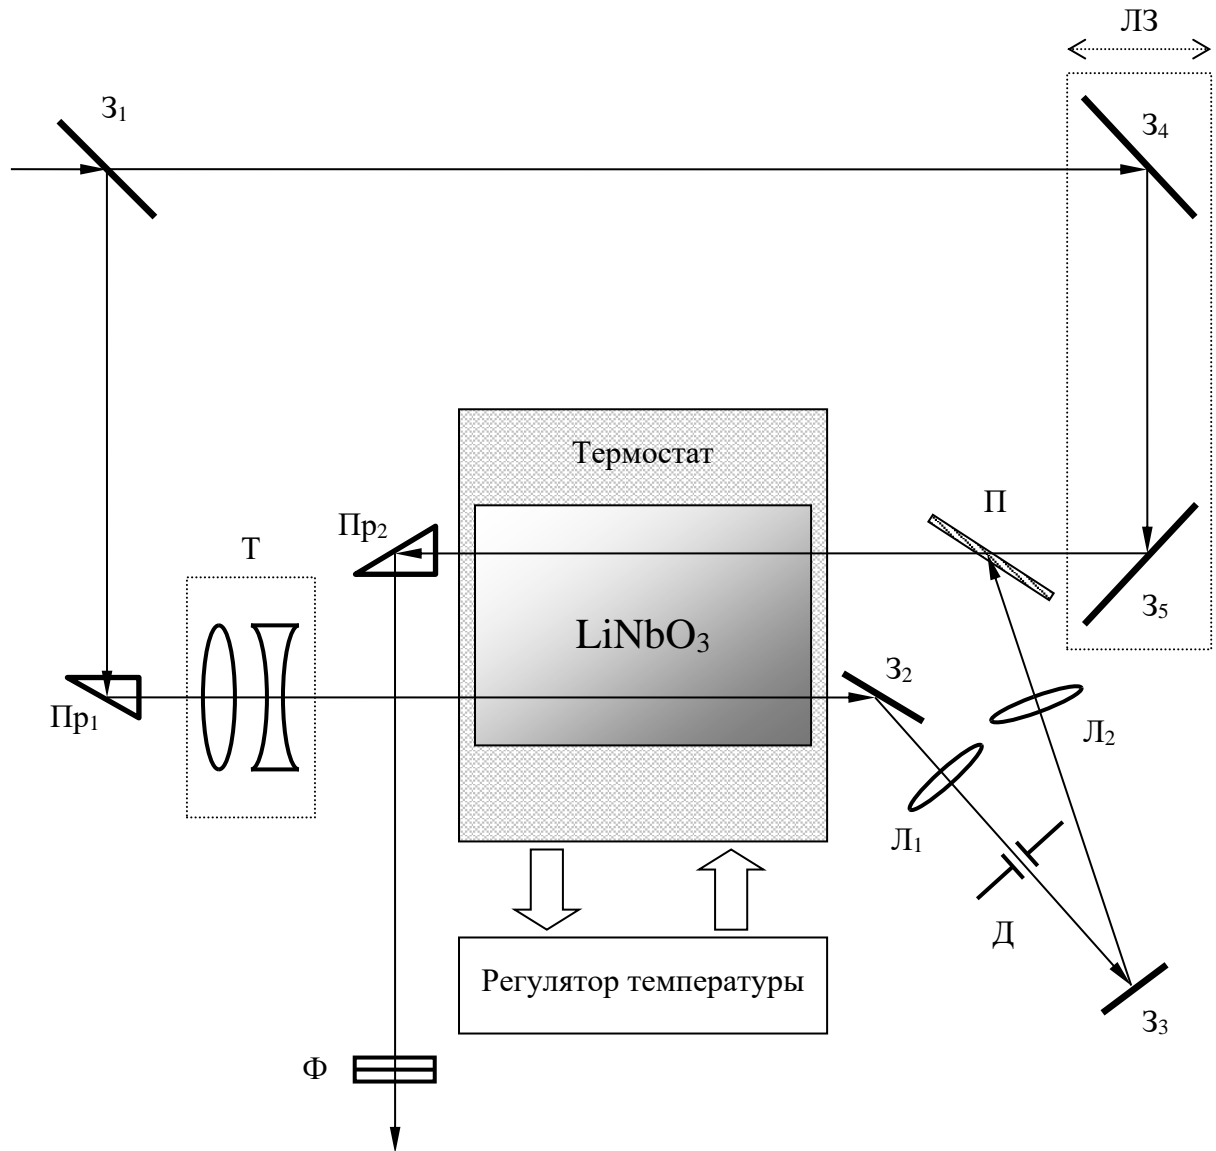 ЛЗ
З₁
З₄
Термостат
П
Пр₂
Т
З₅
LiNbO₃
З₂
Пр₁
Л₂
Л₁
Д
Регулятор температуры
З₃
Ф